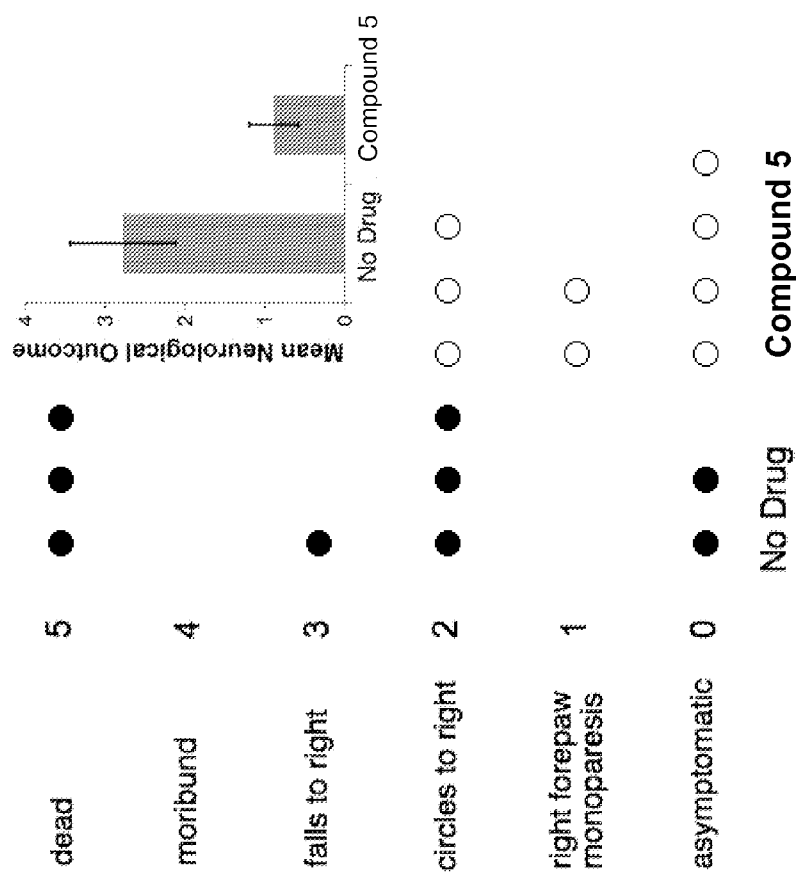 dead 5
moribund 4
falls to right 3
circles to right 2
right forepaw
monoparesis 1
asymptomatic 0
No Drug Compound 5
Mean Neurological Outcome
4
3
2
1
0
No Drug Compound 5